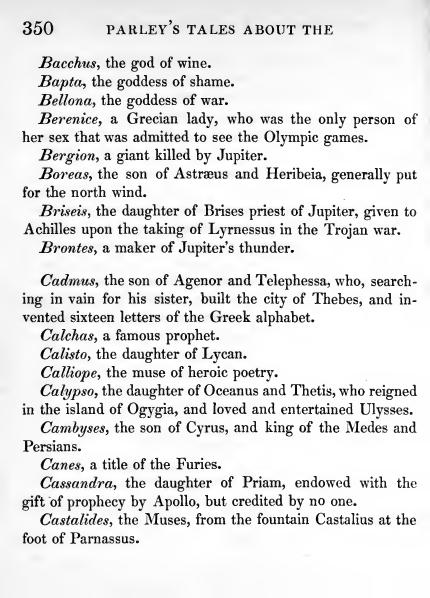 350 PARLEY'S TALES ABOUT THE
Bacchus, the god of wine.
Bapta, the goddess of shame.
Bellona, the goddess of war.
Berenice, a Grecian lady, who was the only person of
her sex that was admitted to see the Olympic games.
Bergion, a giant killed by Jupiter.
Boreas, the son of Astræus and Heribeia, generally put
for the north wind.
Briseis, the daughter of Brises priest of Jupiter, given to
Achilles upon the taking of Lyrnessus in the Trojan war.
Brontes, a maker of Jupiter's thunder.
Cadmus, the son of Agenor and Telephessa, who, search-
ing in vain for his sister, built the city of Thebes, and in-
vented sixteen letters of the Greek alphabet.
Calchas, a famous prophet.
Calisto, the daughter of Lycan.
Calliope, the muse of heroic poetry.
Calypso, the daughter of Oceanus and Thetis, who reigned
in the island of Ogygia, and loved and entertained Ulysses.
Cambyses, the son of Cyrus, and king of the Medes and
Persians.
Canes, a title of the Furies.
Cassandra, the daughter of Priam, endowed with the
gift of prophecy by Apollo, but credited by no one.
Castalides, the Muses, from the fountain Castalius at the
foot of Parnassus.